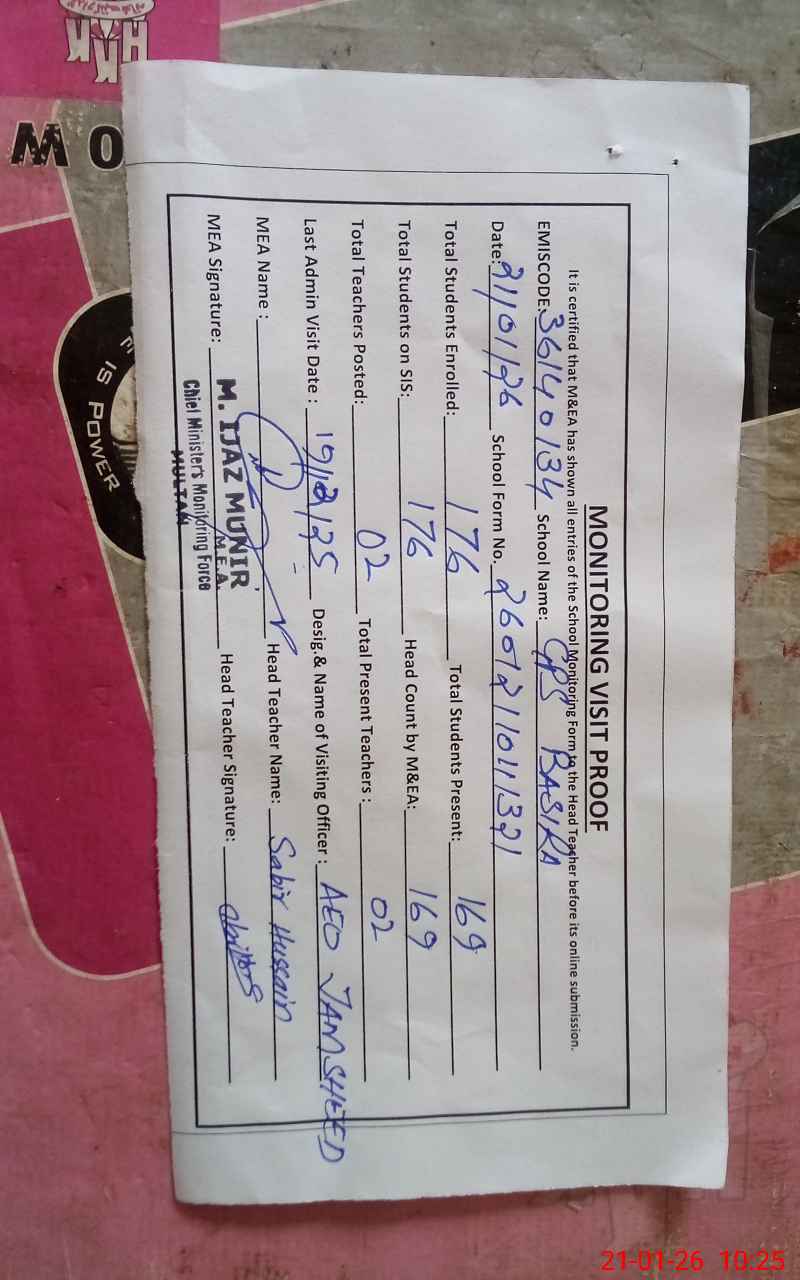 MONITORING VISIT PROOF
It is certified that M&EA has shown all entries of the School Monitoring Form to the Head Teacher before its online submission.
EMISCODE: 36140134 School Name: GPS BASIRA
Date: 21/01/26 School Form No. 2601211011321
Total Students Enrolled: 176 Total Students Present: 169
Total Students on SIS: 176 Head Count by M&EA: 169
Total Teachers Posted: 02 Total Present Teachers : 02
Last Admin Visit Date : 19/12/25 Desig.& Name of Visiting Officer : AEO JAMSHEED
MEA Name : Head Teacher Name: Sabir Hussain
MEA Signature: Head Teacher Signature:
M. IJAZ MUNIR
M.E.A.
Chief Minister's Monitoring Force
MULTAN
IS POWER
21-01-26 10:25